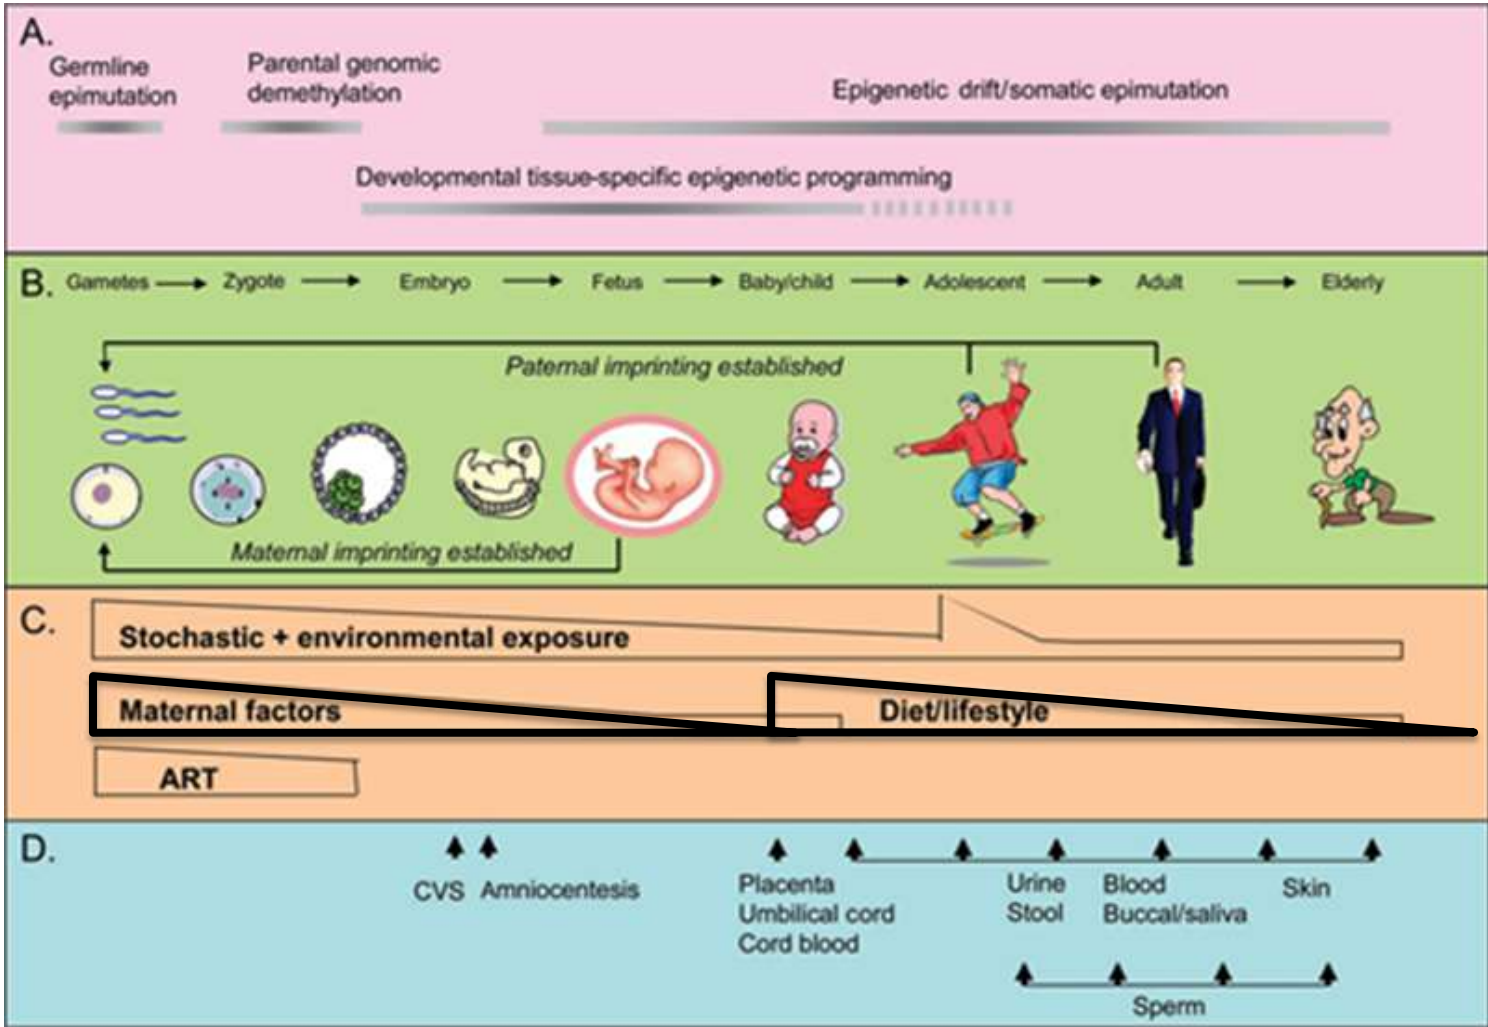 A.
Germline
epimutation
Parental genomic
demethylation
Epigenetic drift/somatic epimutation
Developmental tissue-specific epigenetic programming
B. Gametes Zygote Embryo Fetus Baby/child Adolescent Adult Elderly
Paternal imprinting established
Maternal imprinting established
C.
Stochastic + environmental exposure
Maternal factors
Diet/lifestyle
ART
D.
CVS Amniocentesis
Placenta
Umbilical cord
Cord blood
Urine
Stool
Blood
Buccal/saliva
Skin
Sperm